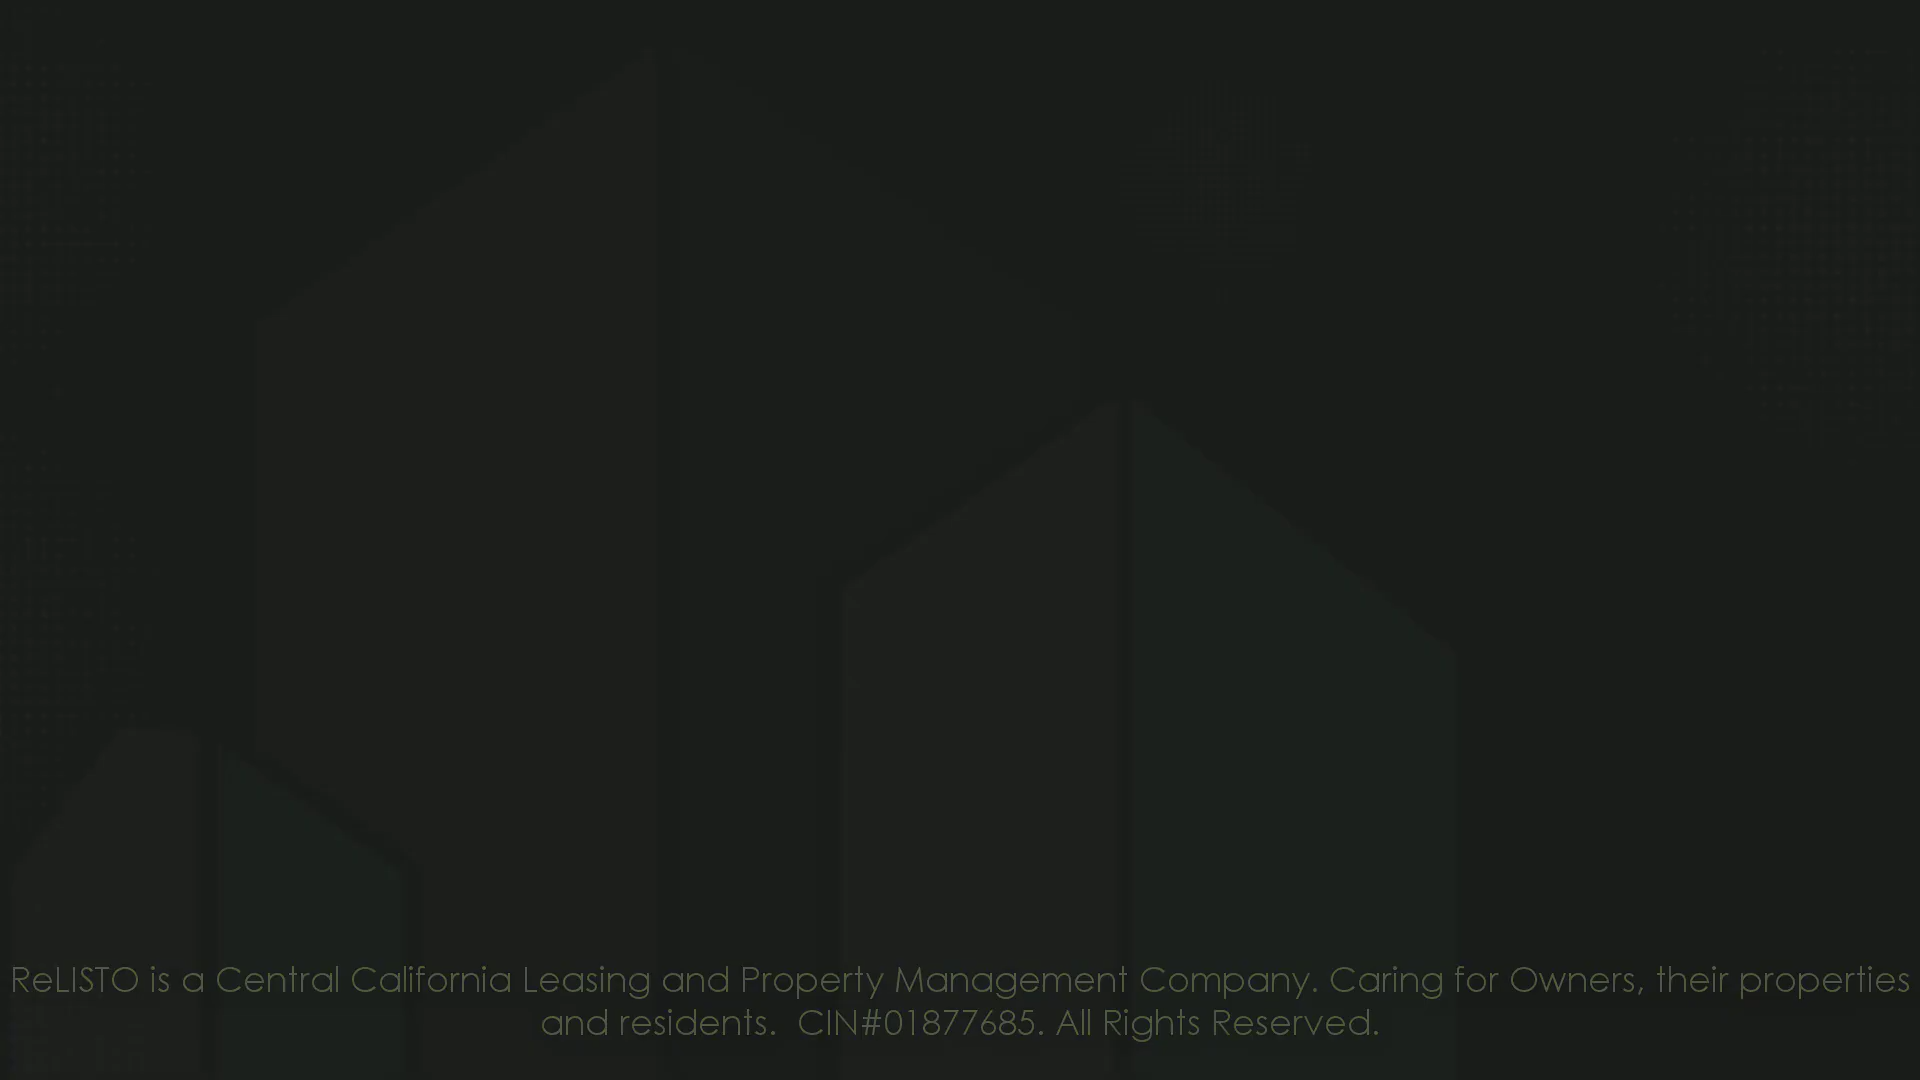 ReLISTO is a Central California Leasing and Property Management Company. Caring for Owners, their properties
and residents.  CIN#01877685. All Rights Reserved.